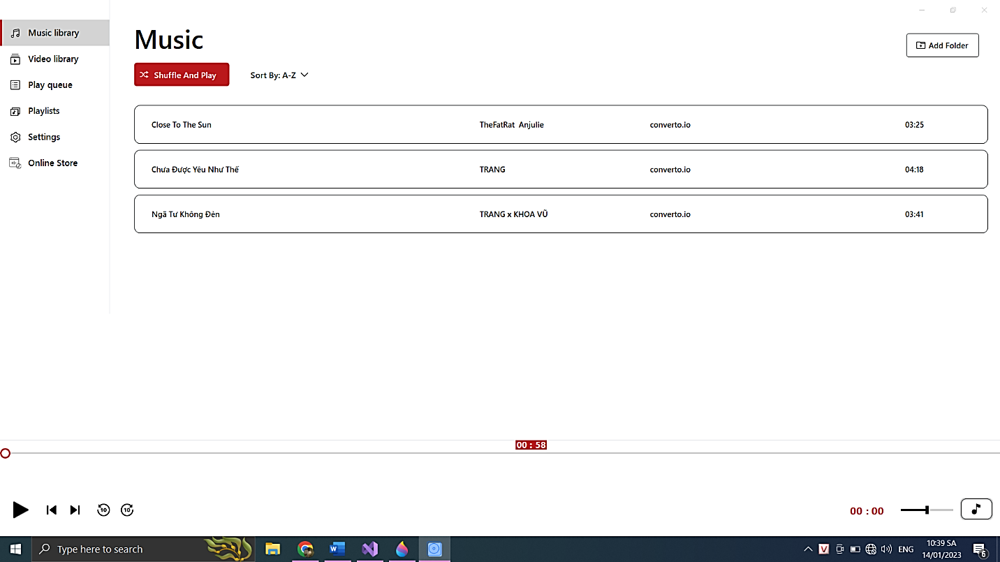 Music library
Video library
Play queue
Playlists
Settings
Online Store
Music
Add Folder
Shuffle And Play
Sort By: A-Z
Close To The Sun TheFatRat Anjulie converto.io 03:25
Chưa Được Yêu Như Thế TRANG converto.io 04:18
Ngã Tư Không Đèn TRANG x KHOA VŨ converto.io 03:41
00 : 58
10 10
00 : 00
Type here to search
W
V
ENG
10:39 SA
14/01/2023
6